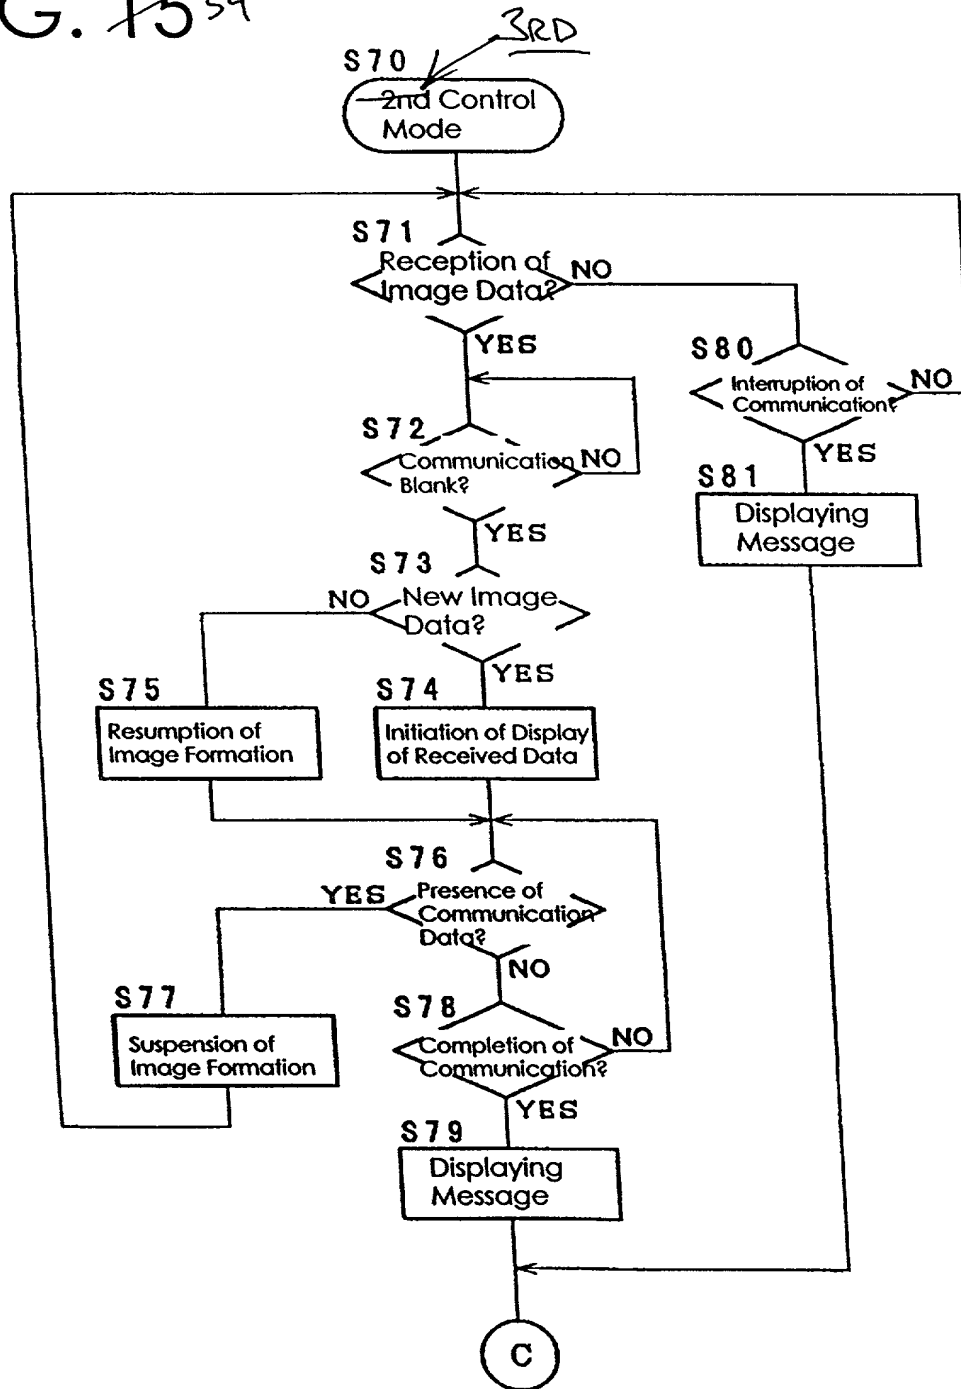 G. 15
3RD
S70
2nd Control
Mode
S71
Reception of
Image Data?
NO
YES
S80
Interruption of
Communication?
NO
YES
S72
Communication
Blank?
NO
YES
S81
Displaying
Message
S73
New Image
Data?
NO
YES
S75
Resumption of
Image Formation
S74
Initiation of Display
of Received Data
S76
Presence of
Communication
Data?
YES
NO
S77
Suspension of
Image Formation
S78
Completion of
Communication?
NO
YES
S79
Displaying
Message
C